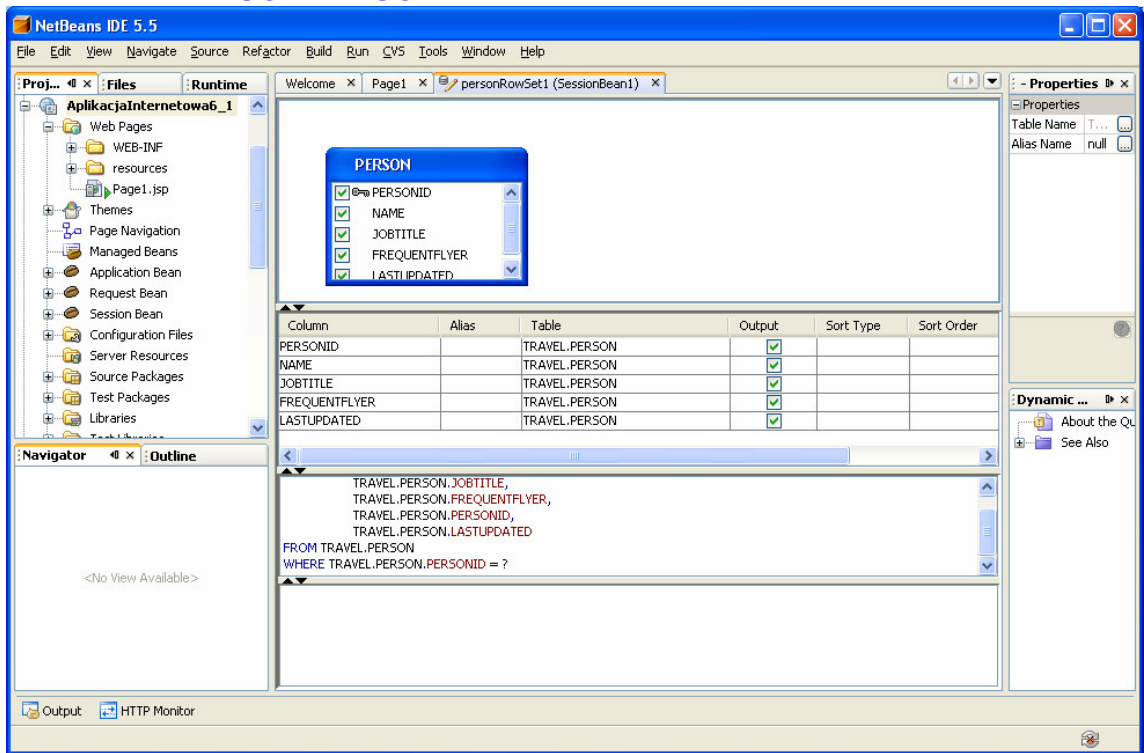 NetBeans IDE 5.5
File Edit View Navigate Source Refactor Build Run CVS Tools Window Help
Proj... Files Runtime
AplikacjaInternetowa6_1
Web Pages
WEB-INF
resources
Page1.jsp
Themes
Page Navigation
Managed Beans
Application Bean
Request Bean
Session Bean
Configuration Files
Server Resources
Source Packages
Test Packages
Libraries
Test Libraries
Navigator Outline
<No View Available>
Welcome Page1 personRowSet1 (SessionBean1)
PERSON
PERSONID
NAME
JOBTITLE
FREQUENTFLYER
LASTUPDATED
Column Alias Table Output Sort Type Sort Order
PERSONID TRAVEL.PERSON
NAME TRAVEL.PERSON
JOBTITLE TRAVEL.PERSON
FREQUENTFLYER TRAVEL.PERSON
LASTUPDATED TRAVEL.PERSON
TRAVEL.PERSON.JOBTITLE,
TRAVEL.PERSON.FREQUENTFLYER,
TRAVEL.PERSON.PERSONID,
TRAVEL.PERSON.LASTUPDATED
FROM TRAVEL.PERSON
WHERE TRAVEL.PERSON.PERSONID = ?
- Properties
Properties
Table Name T... ...
Alias Name null ...
Dynamic ...
About the Qu
See Also
Output HTTP Monitor